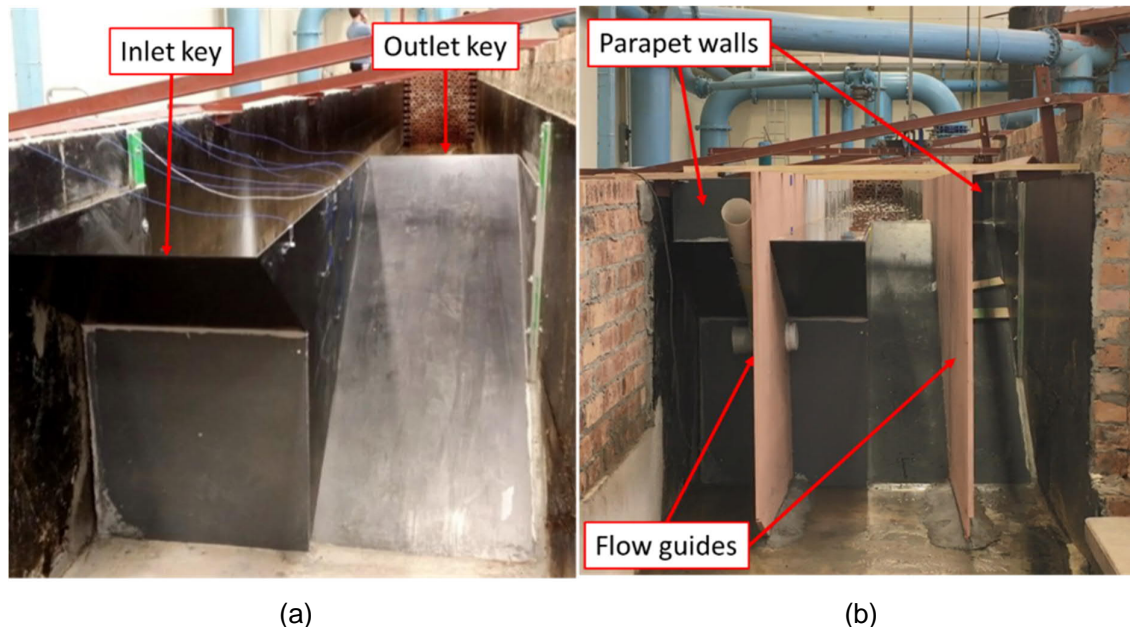 Inlet key
Outlet key
Parapet walls
Flow guides
(a)
(b)